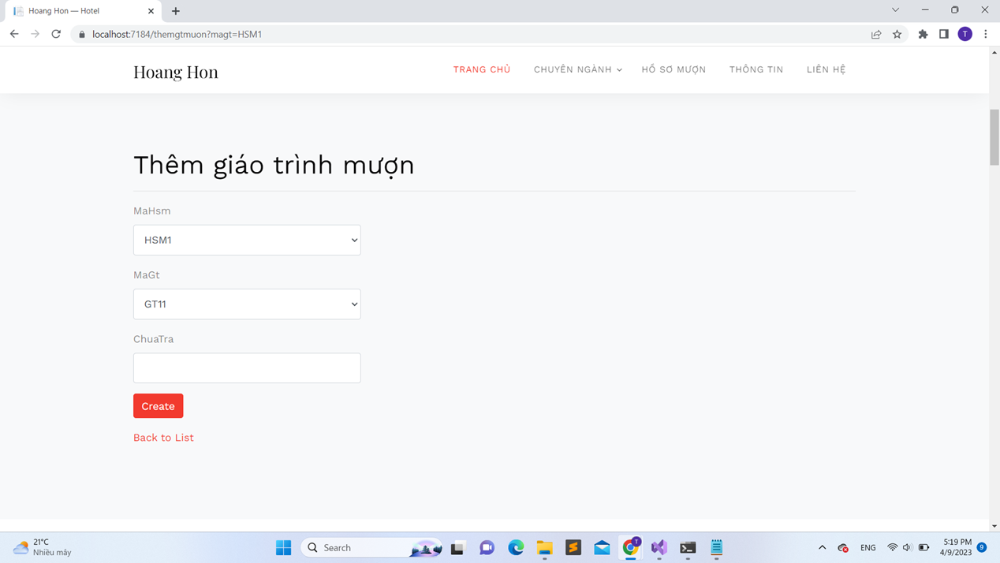 Hoang Hon — Hotel
localhost:7184/themgtmuon?magt=HSM1
T
Hoang Hon
TRANG CHỦ CHUYÊN NGÀNH HỒ SƠ MƯỢN THÔNG TIN LIÊN HỆ
Thêm giáo trình mượn
MaHsm
HSM1
MaGt
GT11
ChuaTra
Create
Back to List
21°C
Nhiều mây
Search
T
ENG
5:19 PM
4/9/2023
9